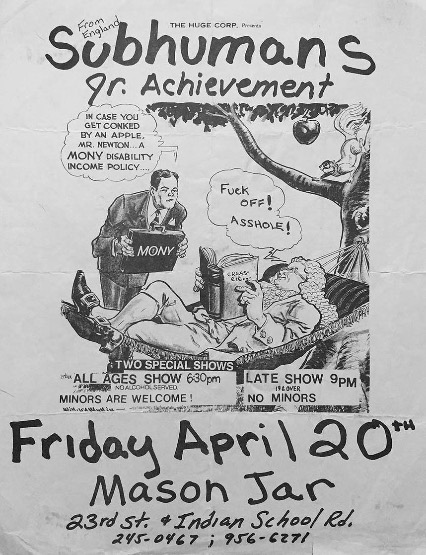 THE HUGE CORP. Presents
From
England
Subhumans
Jr. Achievement
IN CASE YOU
GET CONKED
BY AN APPLE,
MR. NEWTON...A
MONY DISABILITY
INCOME POLICY....
FUCK
OFF!
ASSHOLE!
MONY
TWO SPECIAL SHOWS
ALL AGES SHOW 6:30pm
NO ALCOHOL SERVED
MINORS ARE WELCOME!
LATE SHOW 9PM
19 & OVER
NO MINORS
Friday April 20TH
Mason Jar
23rd St. & Indian School Rd.
245-0467 ; 956-6271